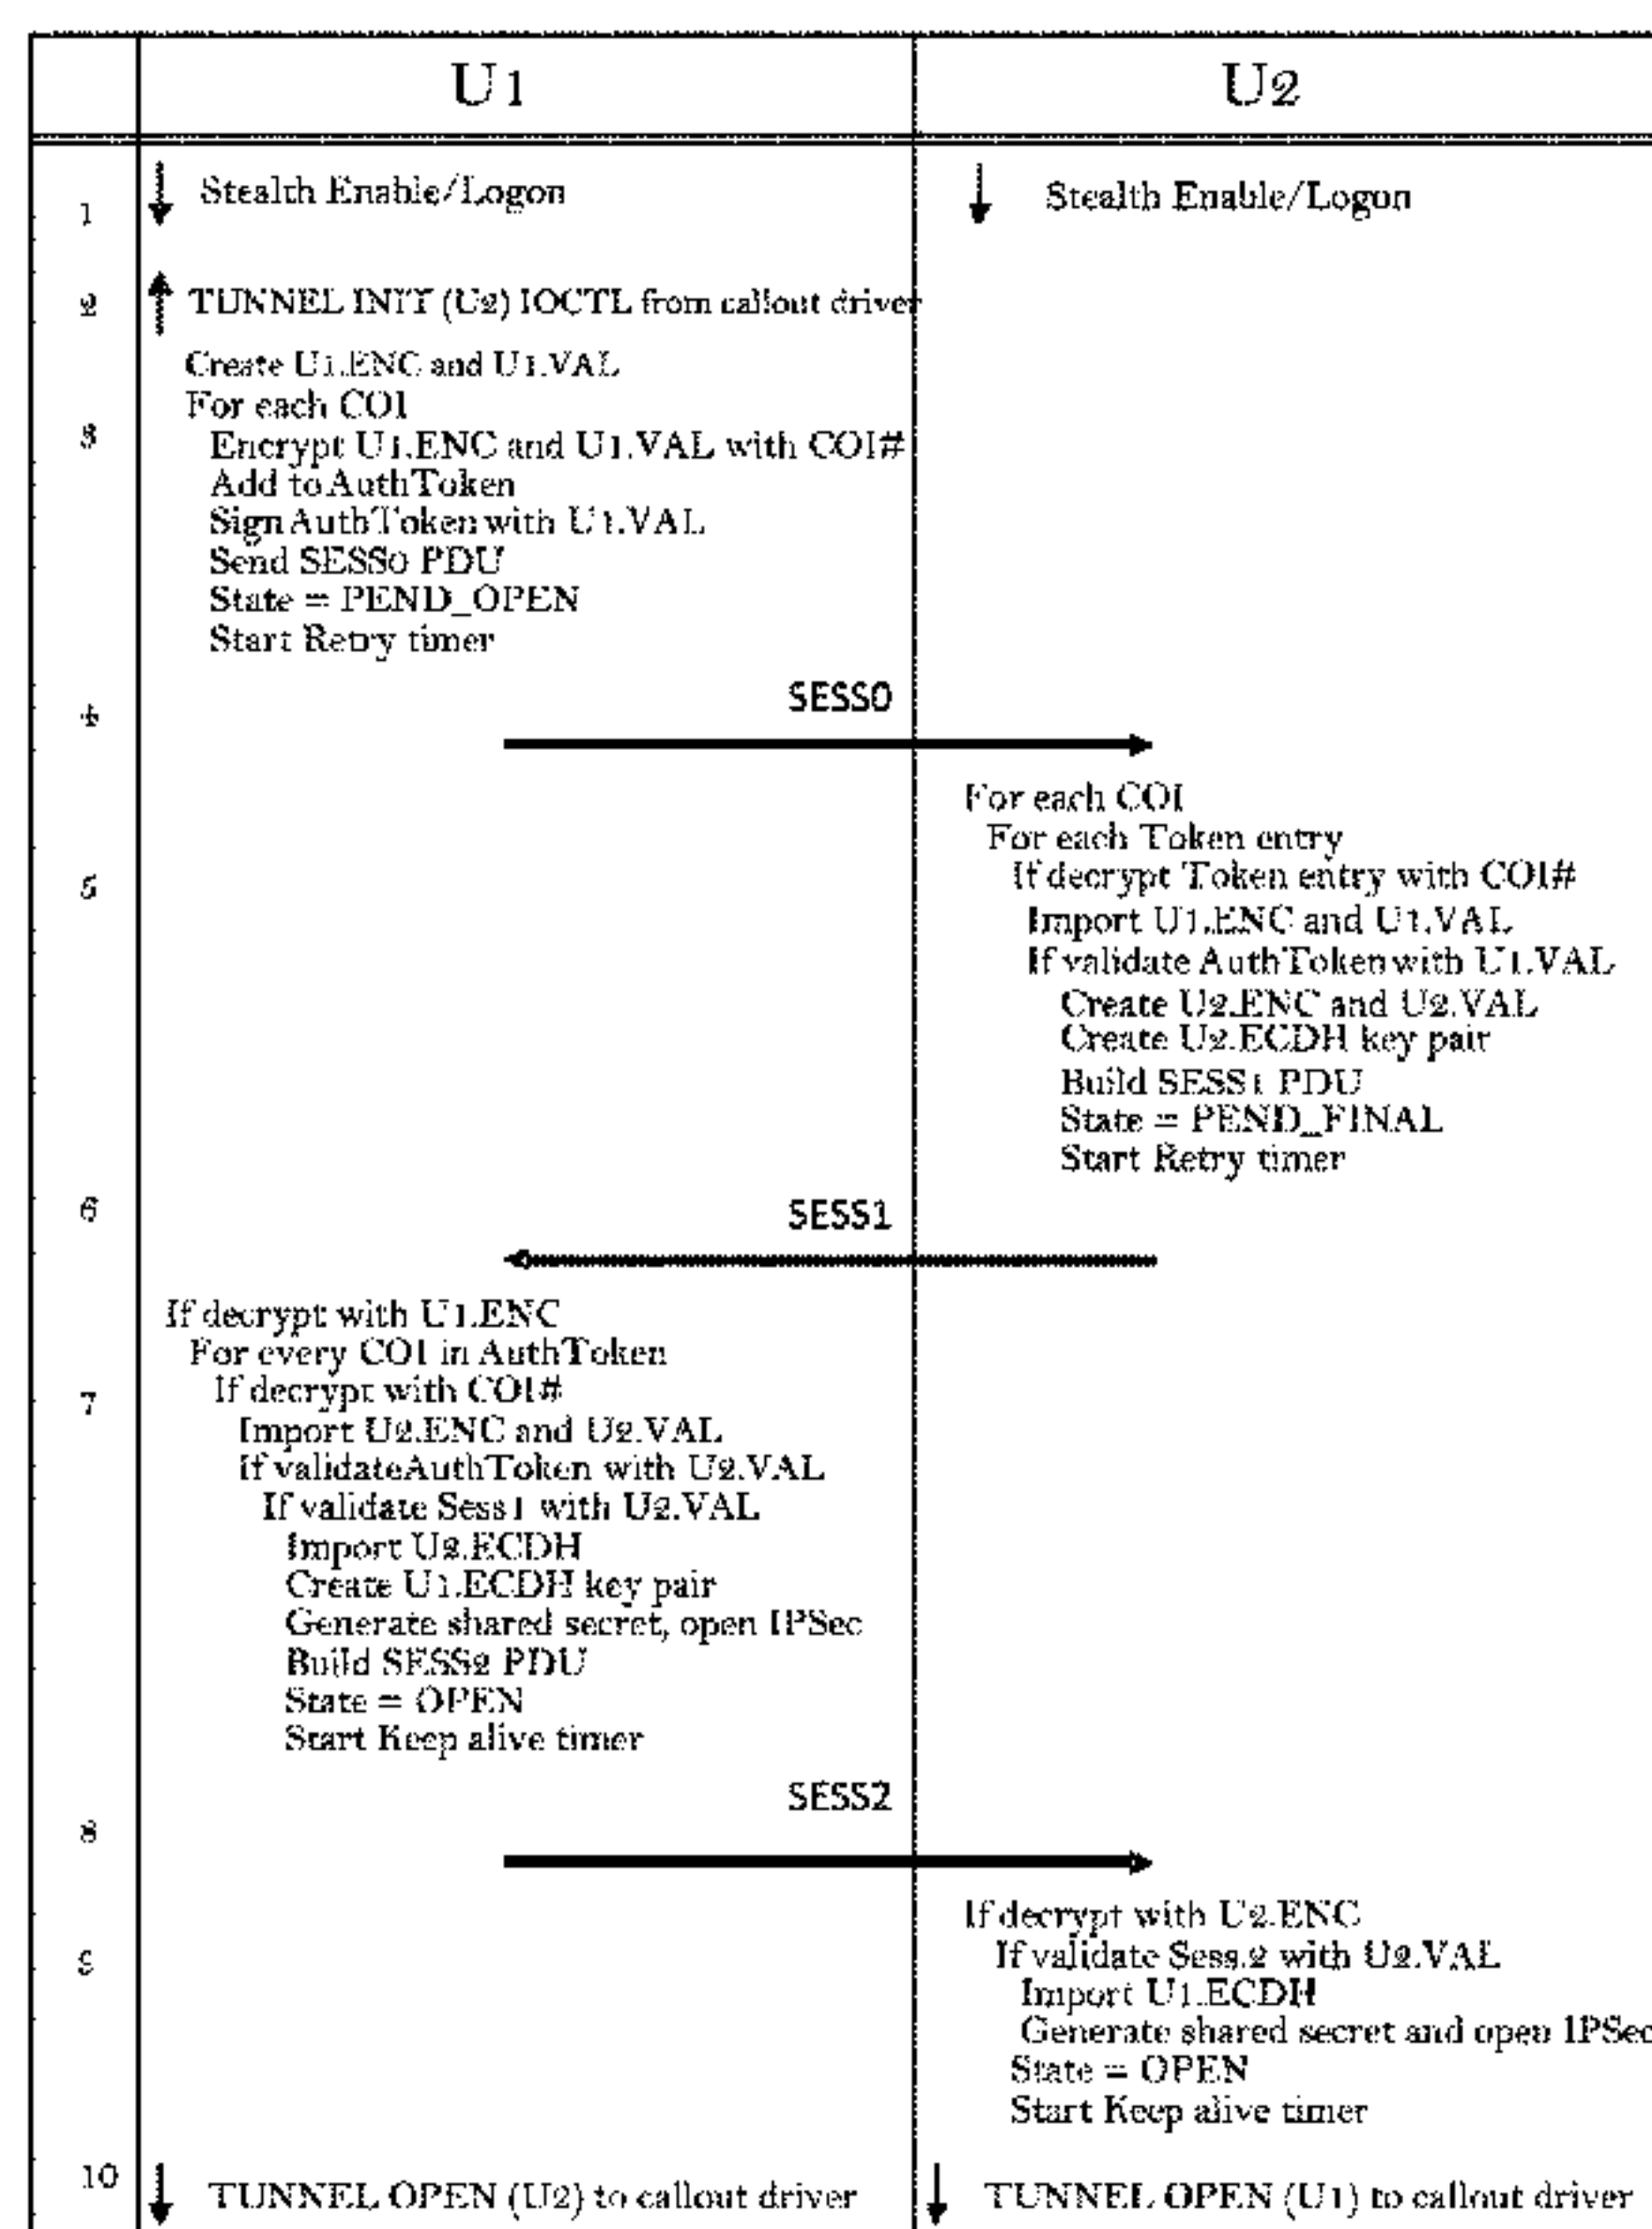 U1 U2
1 Stealth Enable/Logon Stealth Enable/Logon
2 TUNNEL INIT (U2) IOCTL from callout driver
Create U1.ENC and U1.VAL
For each COI
3
Encrypt U1.ENC and U1.VAL with COI#
Add to AuthToken
Sign AuthToken with U1.VAL
Send SESS0 PDU
State = PEND_OPEN
Start Retry timer
SESS0
4
For each COI
For each Token entry
5 If decrypt Token entry with COI#
Import U1.ENC and U1.VAL
If validate AuthToken with U1.VAL
Create U2.ENC and U2.VAL
Create U2.ECDH key pair
Build SESS1 PDU
State = PEND_FINAL
Start Retry timer
6 SESS1
If decrypt with U1.ENC
For every COI in AuthToken
7 If decrypt with COI#
Import U2.ENC and U2.VAL
If validateAuthToken with U2.VAL
If validate Sess1 with U2.VAL
Import U2.ECDH
Create U1.ECDH key pair
Generate shared secret, open IPSec
Build SESS2 PDU
State = OPEN
Start Keep alive timer
SESS2
8
If decrypt with U2.ENC
9 If validate Sess.2 with U2.VAL
Import U1.ECDH
Generate shared secret and open IPSec
State = OPEN
Start Keep alive timer
10 TUNNEL OPEN (U2) to callout driver TUNNEL OPEN (U1) to callout driver